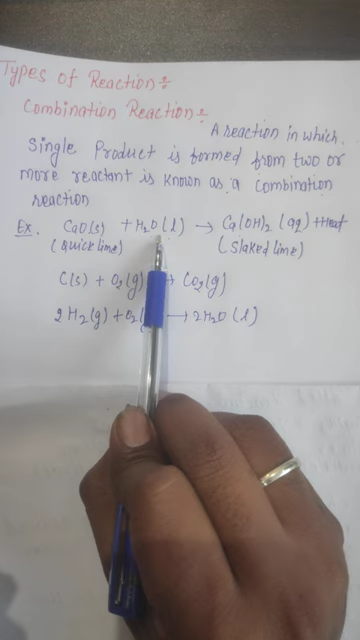 Types of Reaction :-
Combination Reaction :-
A reaction in which
Single Product is formed from two or
more reactant is known as a combination
reaction
Ex. CaO(s) + H₂O(l) → Ca(OH)₂ (aq) + Heat
(Quick lime) (Slaked lime)
C(s) + O₂(g) → CO₂(g)
2H₂(g) + O₂( → 2H₂O (l)